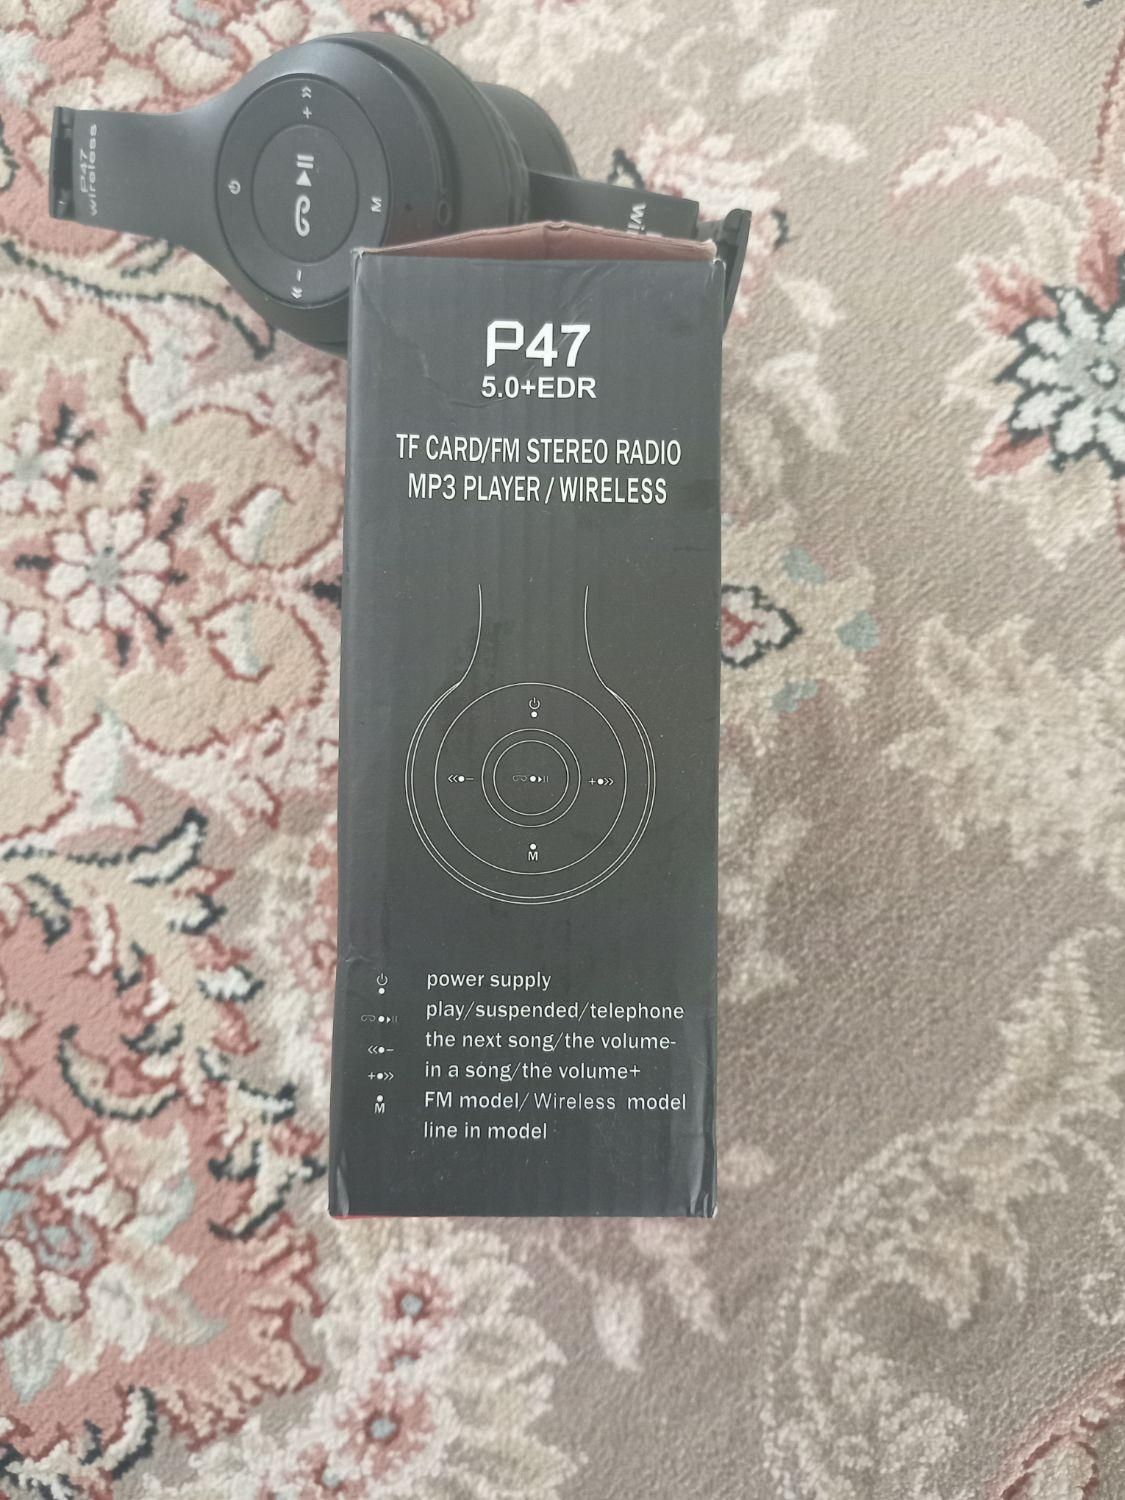 P47
wireless
M
Wi
P47
5.0+EDR
TF CARD/FM STEREO RADIO
MP3 PLAYER / WIRELESS
M
power supply
play/suspended/telephone
the next song/the volume-
in a song/the volume+
M FM model/ Wireless model
line in model